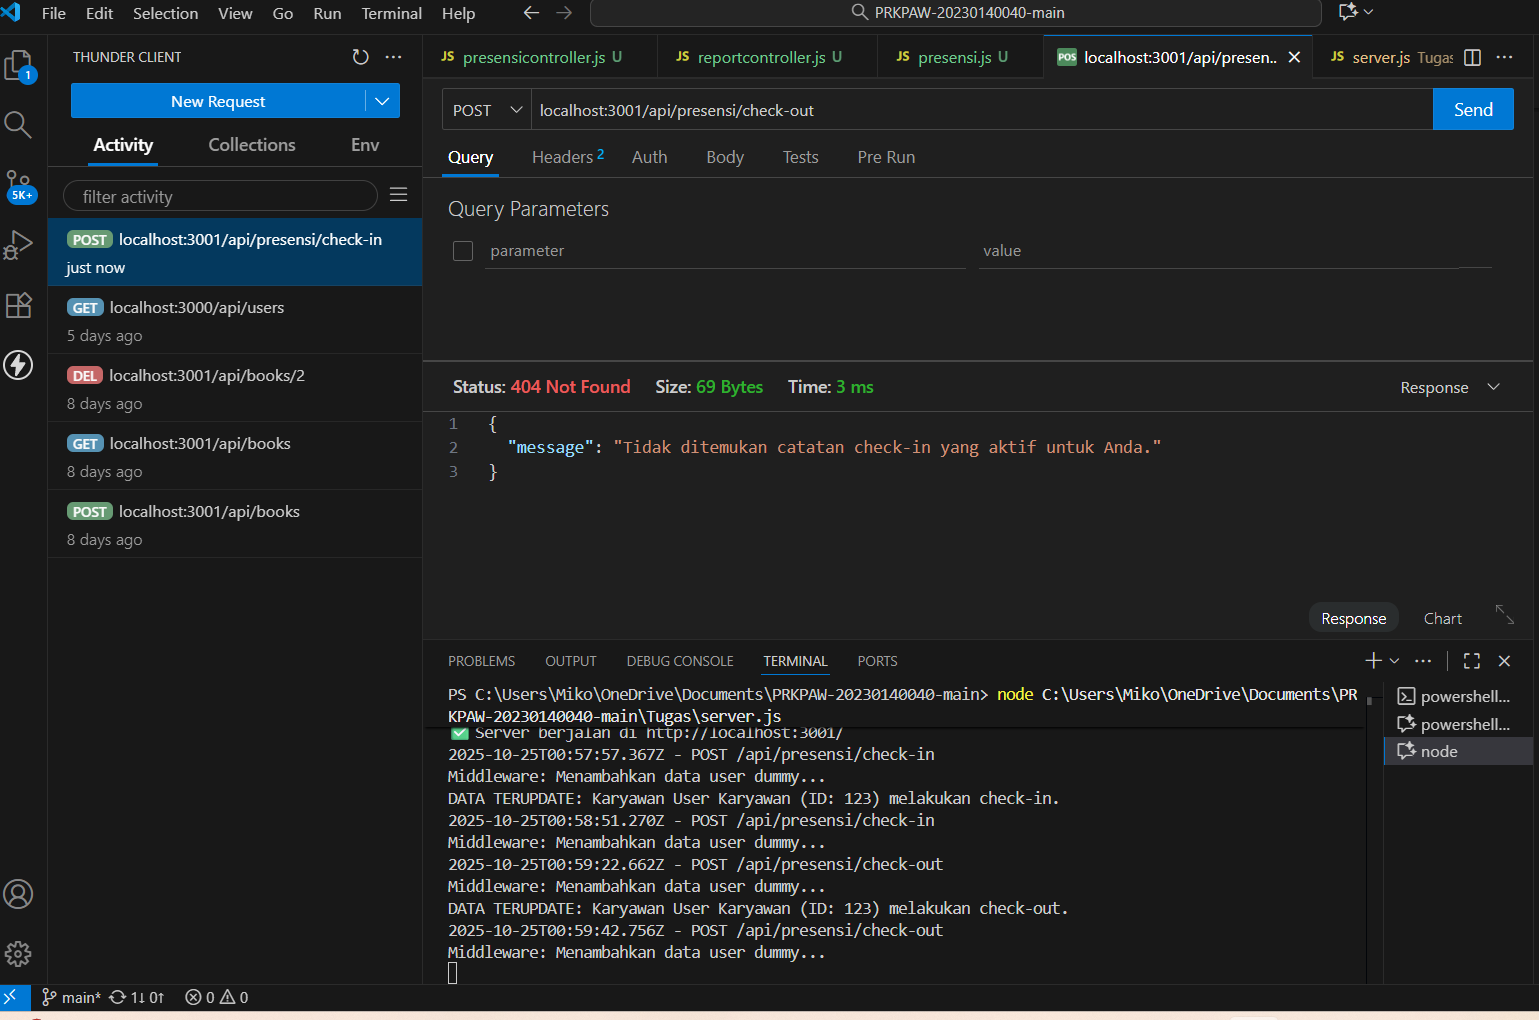 File Edit Selection View Go Run Terminal Help
PRKPAW-20230140040-main
THUNDER CLIENT
New Request
Activity Collections Env
filter activity
POST localhost:3001/api/presensi/check-in
just now
GET localhost:3000/api/users
5 days ago
DEL localhost:3001/api/books/2
8 days ago
GET localhost:3001/api/books
8 days ago
POST localhost:3001/api/books
8 days ago
1
5K+
JS presensicontroller.js U
JS reportcontroller.js U
JS presensi.js U
POS localhost:3001/api/presen..
JS server.js Tugas
POST localhost:3001/api/presensi/check-out Send
Query Headers 2 Auth Body Tests Pre Run
Query Parameters
parameter value
Status: 404 Not Found Size: 69 Bytes Time: 3 ms Response
1 {
2 "message": "Tidak ditemukan catatan check-in yang aktif untuk Anda."
3 }
Response Chart
PROBLEMS OUTPUT DEBUG CONSOLE TERMINAL PORTS
PS C:\Users\Miko\OneDrive\Documents\PRKPAW-20230140040-main> node C:\Users\Miko\OneDrive\Documents\PR
KPAW-20230140040-main\Tugas\server.js
✅ Server berjalan di http://localhost:3001/
2025-10-25T00:57:57.367Z - POST /api/presensi/check-in
Middleware: Menambahkan data user dummy...
DATA TERUPDATE: Karyawan User Karyawan (ID: 123) melakukan check-in.
2025-10-25T00:58:51.270Z - POST /api/presensi/check-in
Middleware: Menambahkan data user dummy...
2025-10-25T00:59:22.662Z - POST /api/presensi/check-out
Middleware: Menambahkan data user dummy...
DATA TERUPDATE: Karyawan User Karyawan (ID: 123) melakukan check-out.
2025-10-25T00:59:42.756Z - POST /api/presensi/check-out
Middleware: Menambahkan data user dummy...
powershell...
powershell...
node
main* 1↓ 0↑ 0 0